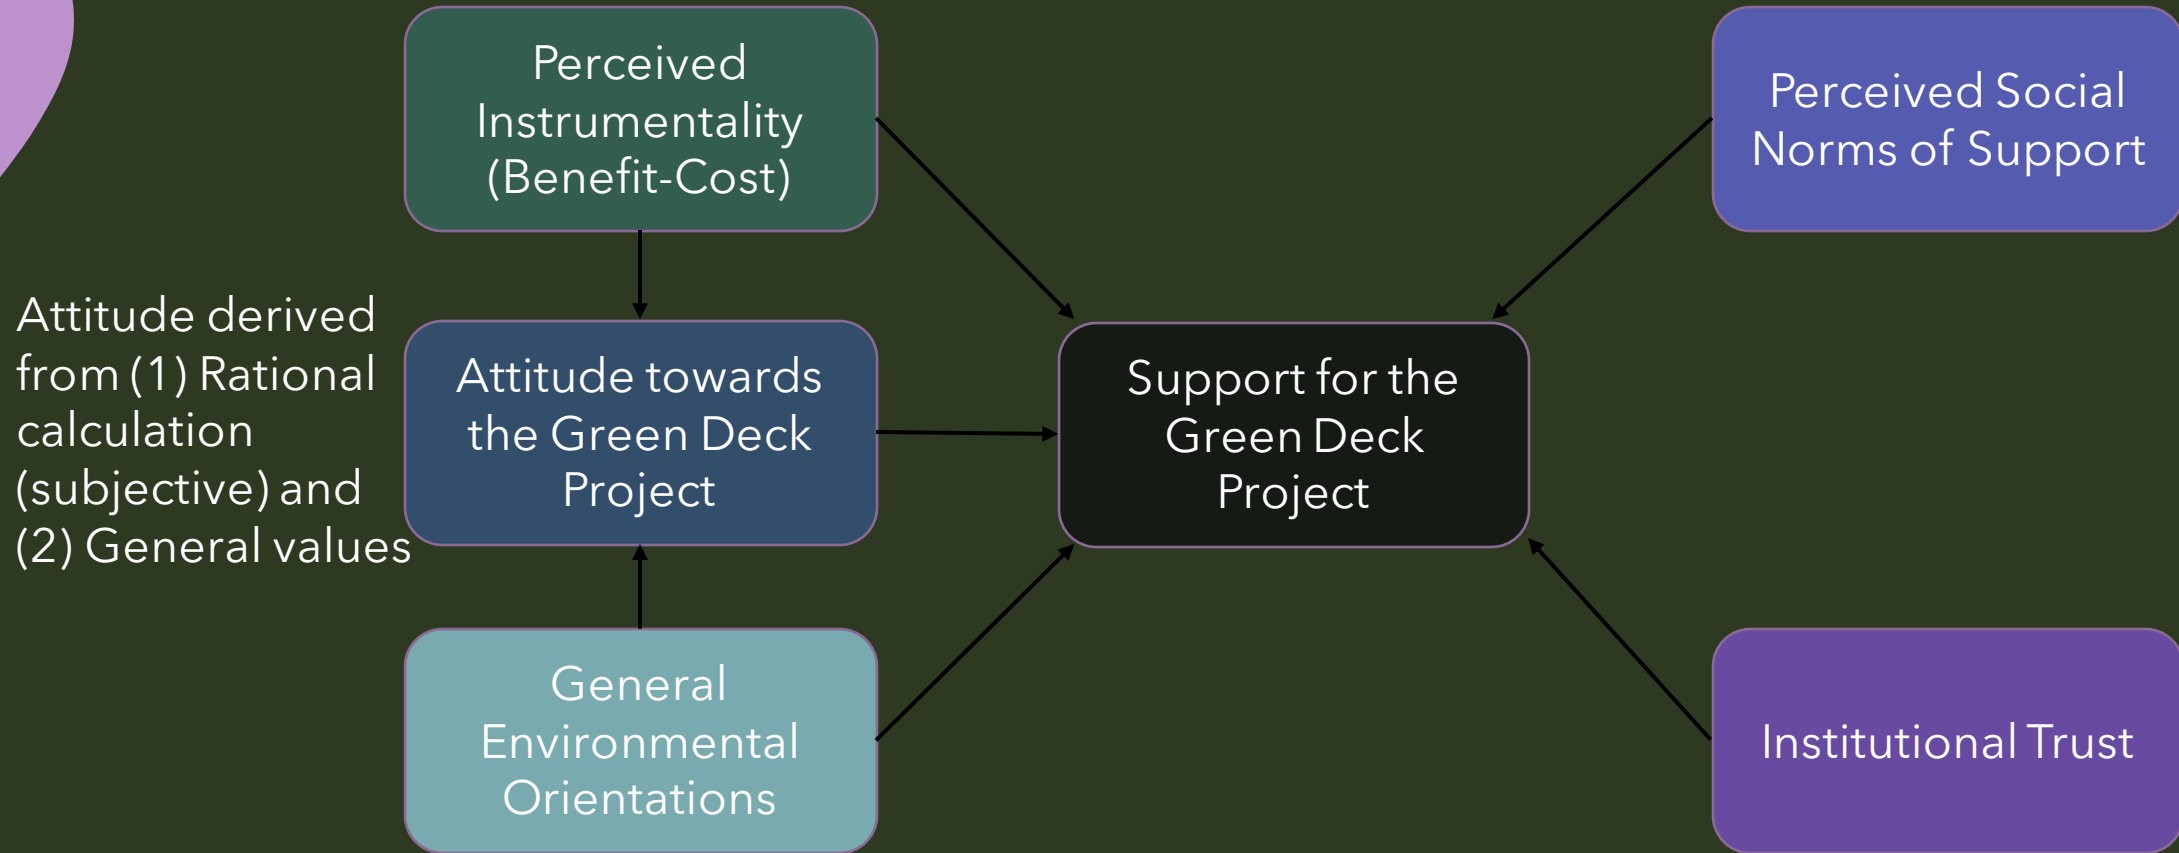 Perceived
Instrumentality
(Benefit-Cost)
Perceived Social
Norms of Support
Attitude derived
from (1) Rational
calculation
(subjective) and
(2) General values
Attitude towards
the Green Deck
Project
Support for the
Green Deck
Project
General
Environmental
Orientations
Institutional Trust